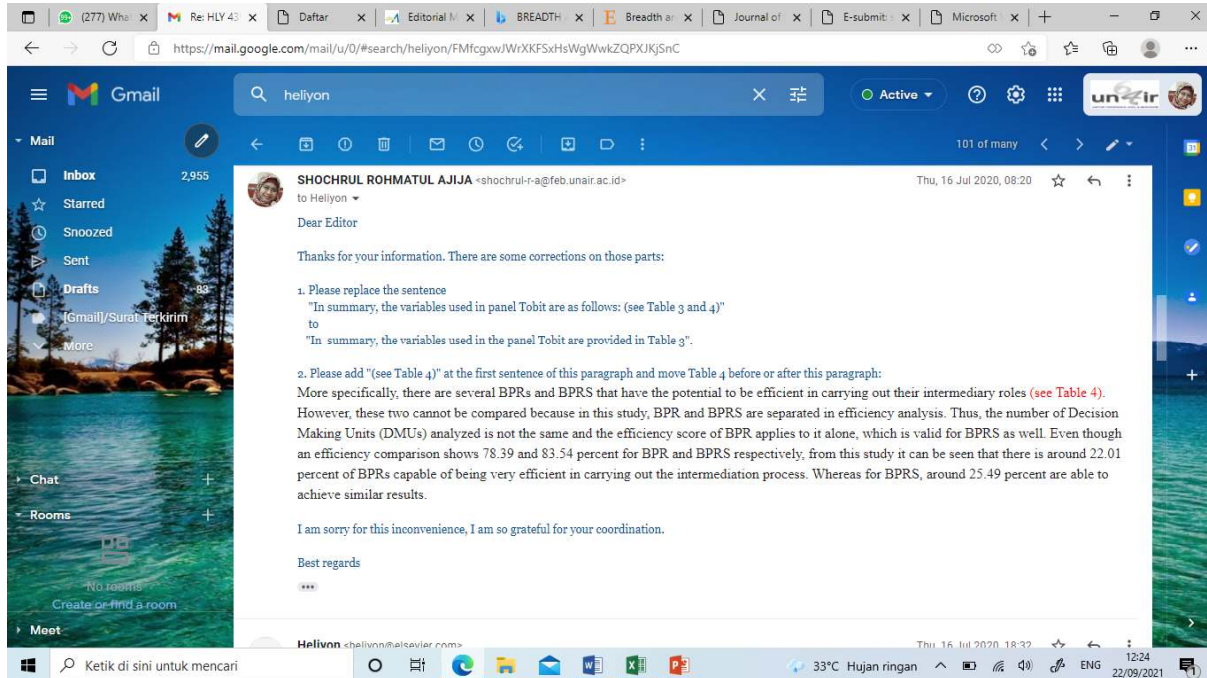 (277) Wha
Re: HLY 43
Daftar
Editorial M
BREADTH
Breadth ar
Journal of
E-submit:
Microsoft
https://mail.google.com/mail/u/0/#search/heliyon/FMfcgxwJWrXKFSxHsWgWwkZQPXJKjSnC
Gmail
heliyon
Active
Mail
101 of many
Inbox 2,955
Starred
Snoozed
Sent
Drafts 83
[Gmail]/Surat Terkirim
More
Chat
Rooms
No rooms
Create or find a room
Meet
SHOCHRUL ROHMATUL AJIJA <shochrul-r-a@feb.unair.ac.id> Thu, 16 Jul 2020, 08:20
to Heliyon
Dear Editor
Thanks for your information. There are some corrections on those parts:
1. Please replace the sentence
"In summary, the variables used in panel Tobit are as follows: (see Table 3 and 4)"
to
"In summary, the variables used in the panel Tobit are provided in Table 3".
2. Please add "(see Table 4)" at the first sentence of this paragraph and move Table 4 before or after this paragraph:
More specifically, there are several BPRs and BPRS that have the potential to be efficient in carrying out their intermediary roles (see Table 4).
However, these two cannot be compared because in this study, BPR and BPRS are separated in efficiency analysis. Thus, the number of Decision
Making Units (DMUs) analyzed is not the same and the efficiency score of BPR applies to it alone, which is valid for BPRS as well. Even though
an efficiency comparison shows 78.39 and 83.54 percent for BPR and BPRS respectively, from this study it can be seen that there is around 22.01
percent of BPRs capable of being very efficient in carrying out the intermediation process. Whereas for BPRS, around 25.49 percent are able to
achieve similar results.
I am sorry for this inconvenience, I am so grateful for your coordination.
Best regards
Heliyon <heliyon@elsevier.com> Thu, 16 Jul 2020, 18:32
Ketik di sini untuk mencari
33°C Hujan ringan
ENG
12:24
22/09/2021